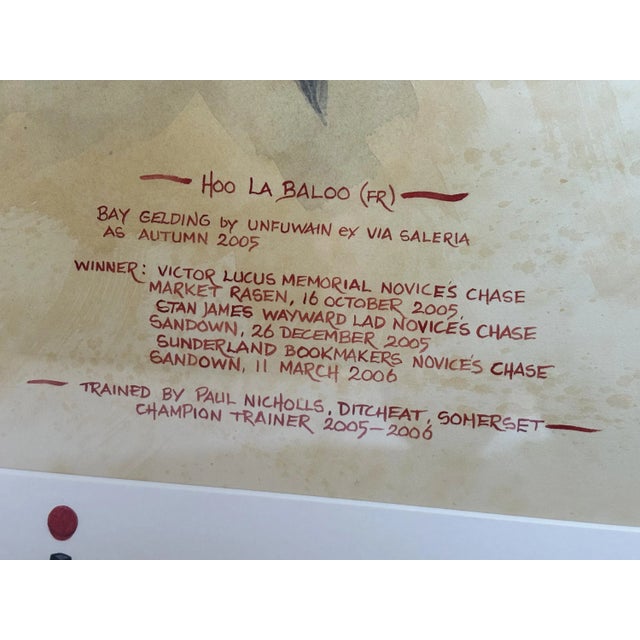 HOO LA BALOO (FR)
BAY GELDING by UNFUWAIN ex VIA SALERIA
AS AUTUMN 2005
WINNER: VICTOR LUCUS MEMORIAL NOVICE'S CHASE
MARKET RASEN, 16 OCTOBER 2005,
STAN JAMES WAYWARD LAD NOVICE'S CHASE
SANDOWN, 26 DECEMBER 2005
SUNDERLAND BOOKMAKERS NOVICE'S CHASE
SANDOWN, 11 MARCH 2006
TRAINED BY PAUL NICHOLLS, DITCHEAT, SOMERSET
CHAMPION TRAINER 2005-2006